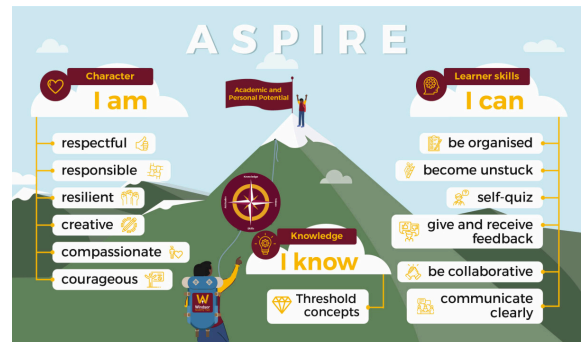 ASPIRE
Character
I am
respectful
responsible
resilient
creative
compassionate
courageous
Academic and
Personal Potential
Knowledge
I know
Threshold
concepts
Learner skills
I can
be organised
become unstuck
self-quiz
give and receive
feedback
be collaborative
communicate
clearly
W
Windsor